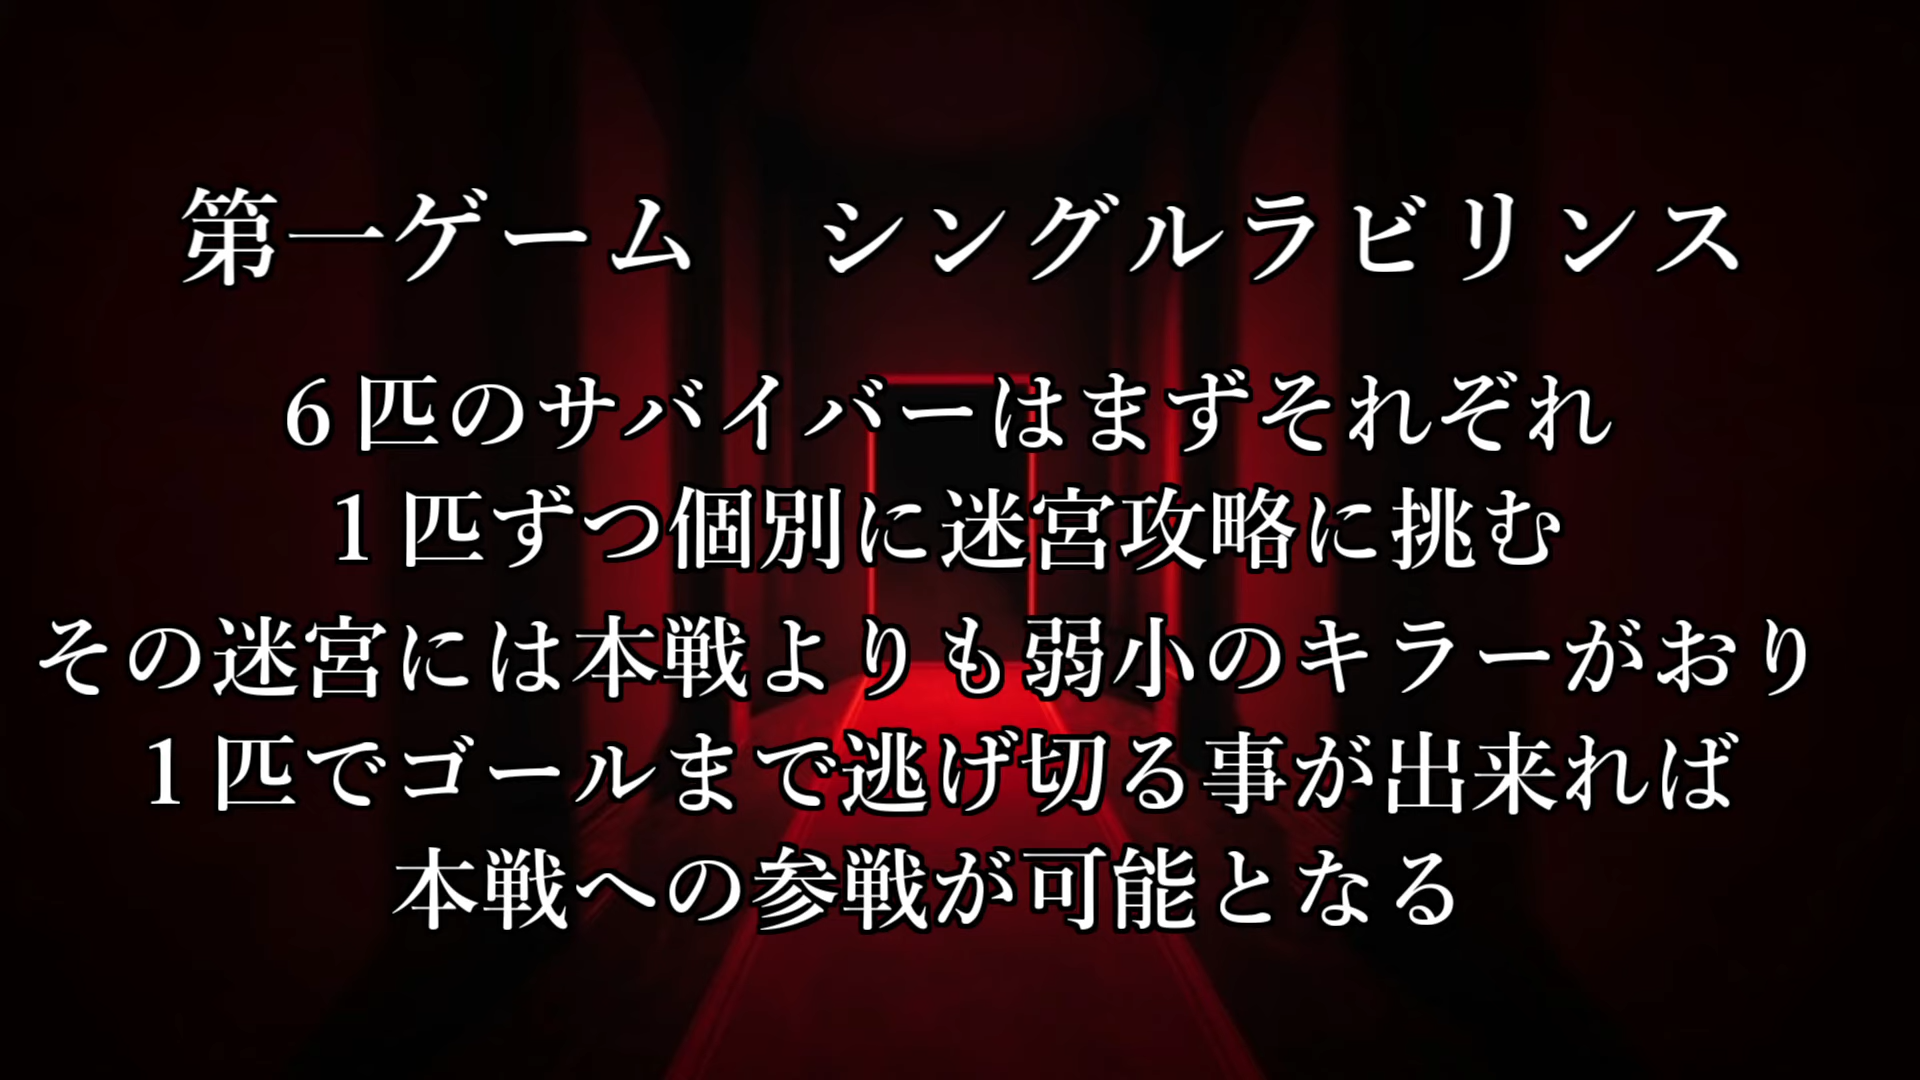 第一ゲーム　シングルラビリンス
6匹のサバイバーはまずそれぞれ
1匹ずつ個別に迷宮攻略に挑む
その迷宮には本戦よりも弱小のキラーがおり
1匹でゴールまで逃げ切る事が出来れば
本戦への参戦が可能となる